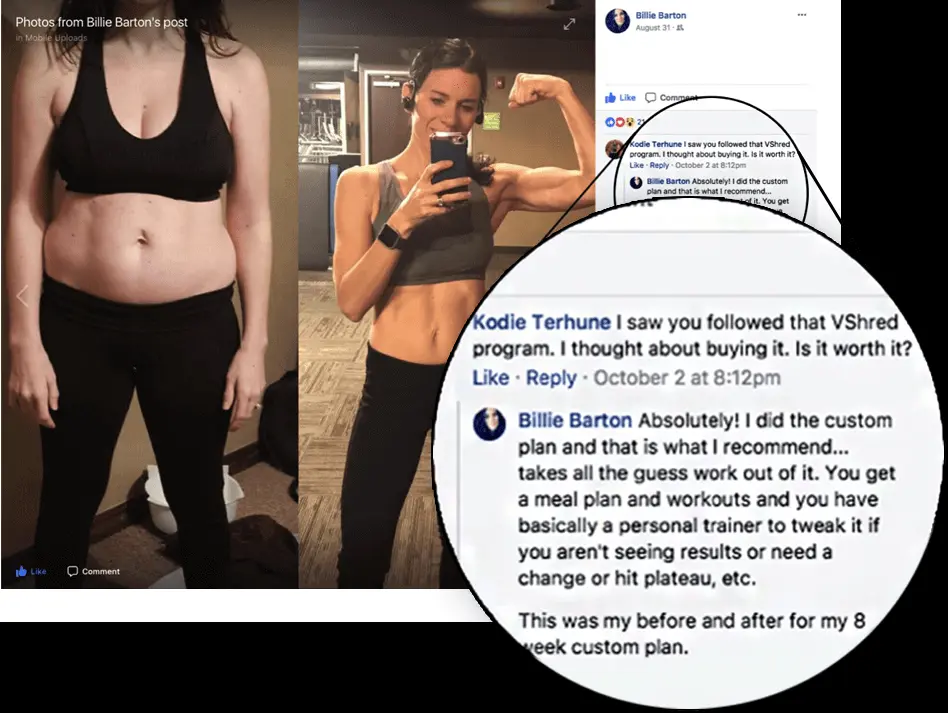 Photos from Billie Barton's post
in Mobile Uploads
Like
Comment
Billie Barton
August 31
Like
Comment
21
Kodie Terhune I saw you followed that VShred
program. I thought about buying it. Is it worth it?
Like · Reply · October 2 at 8:12pm
Billie Barton Absolutely! I did the custom
plan and that is what I recommend...
of it. You get
Kodie Terhune I saw you followed that VShred
program. I thought about buying it. Is it worth it?
Like · Reply · October 2 at 8:12pm
Billie Barton Absolutely! I did the custom
plan and that is what I recommend...
takes all the guess work out of it. You get
a meal plan and workouts and you have
basically a personal trainer to tweak it if
you aren't seeing results or need a
change or hit plateau, etc.
This was my before and after for my 8
week custom plan.